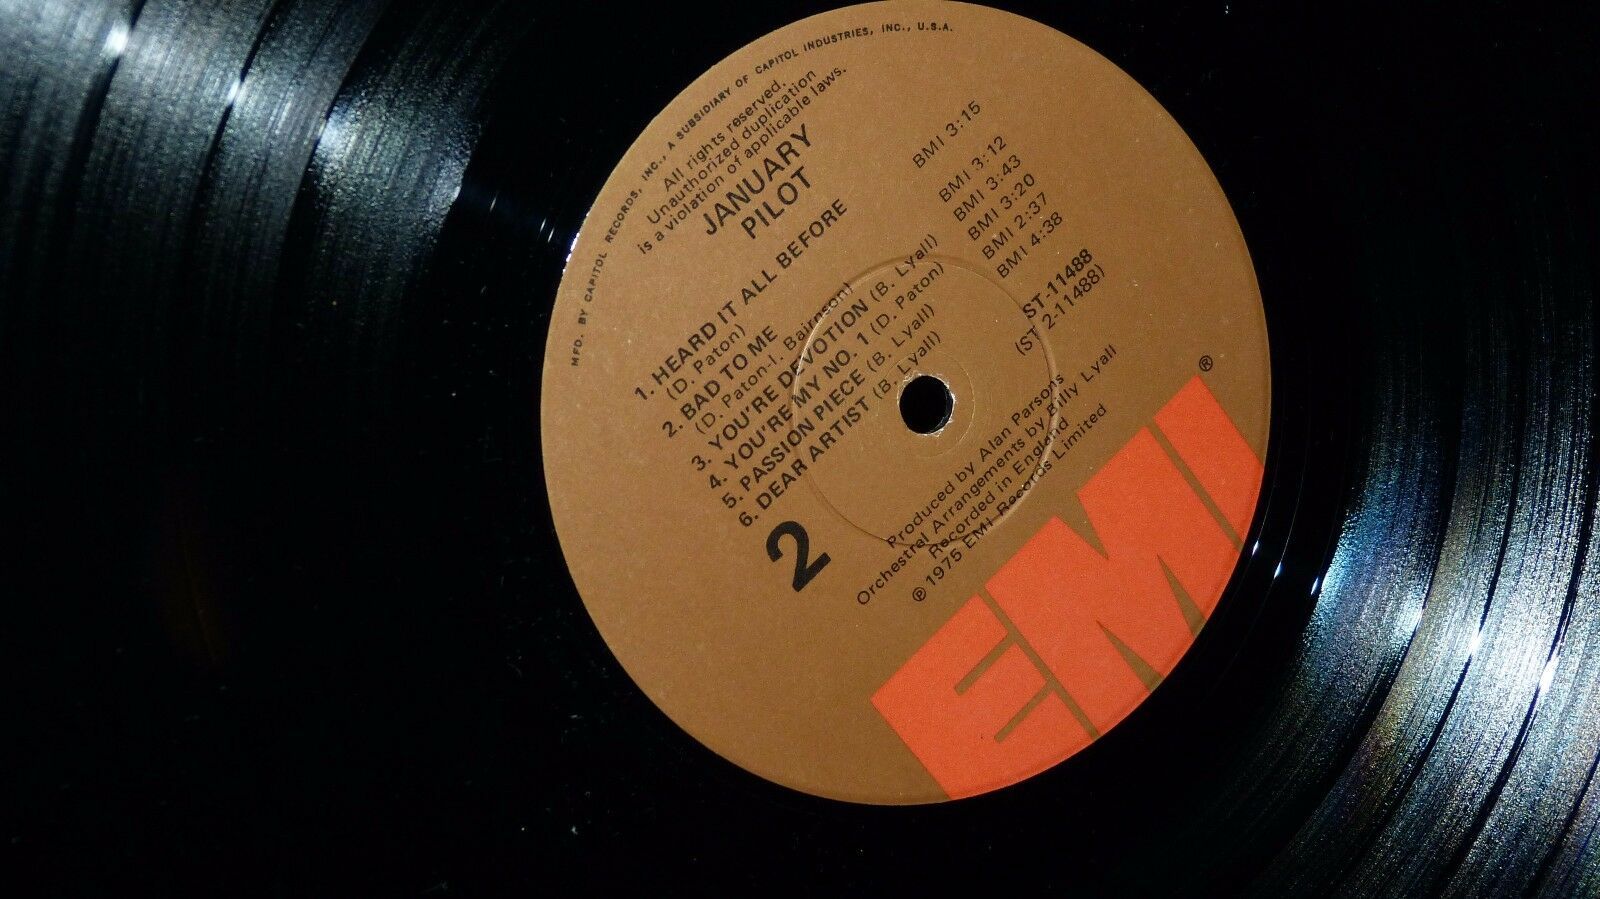 MFD. BY CAPITOL RECORDS, INC., A SUBSIDIARY OF CAPITOL INDUSTRIES, INC., U.S.A.
All rights reserved.
Unauthorized duplication
is a violation of applicable laws.
JANUARY
PILOT
1. HEARD IT ALL BEFORE
(D. Paton) BMI 3:15
2. BAD TO ME
(D. Paton-I. Bairnson) BMI 3:12
3. YOU'RE DEVOTION (B. Lyall) BMI 3:43
4. YOU'RE MY NO. 1 (D. Paton) BMI 3:20
5. PASSION PIECE (B. Lyall) BMI 2:37
6. DEAR ARTIST (B. Lyall) BMI 4:38
2
ST-11488
(ST 2-11488)
Produced by Alan Parsons
Orchestrel Arrangements by Billy Lyall
Recorded in England
℗ 1975 EMI Records Limited
EMI ®